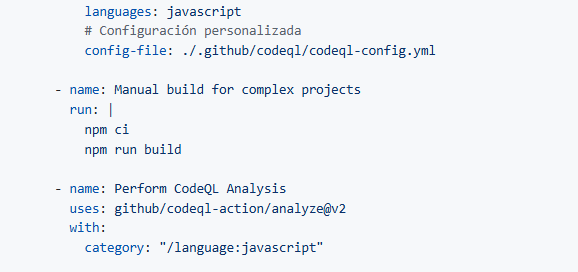 languages: javascript
# Configuración personalizada
config-file: ./.github/codeql/codeql-config.yml
- name: Manual build for complex projects
run: |
npm ci
npm run build
- name: Perform CodeQL Analysis
uses: github/codeql-action/analyze@v2
with:
category: "/language:javascript"